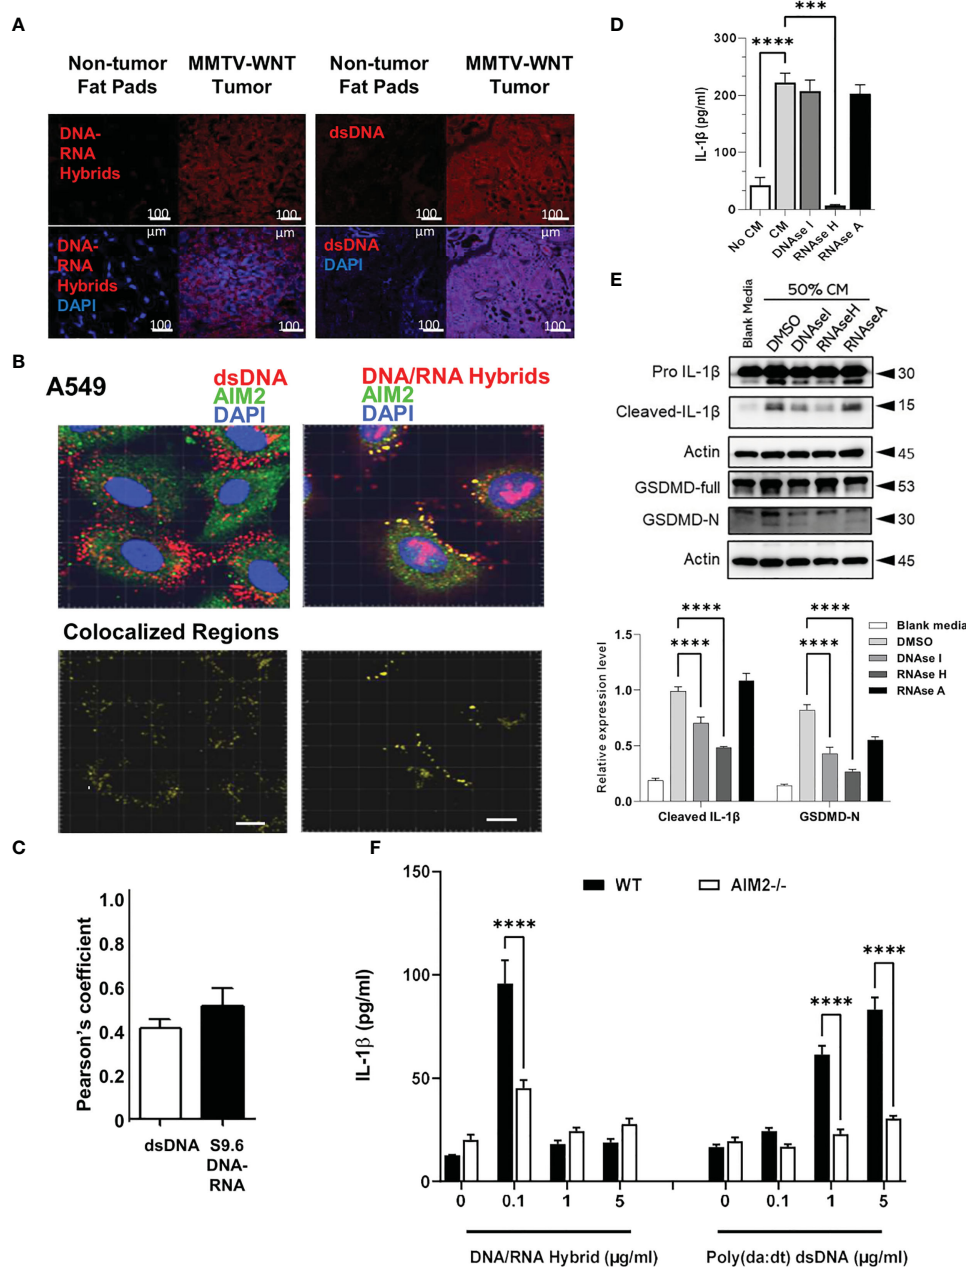 A
Non-tumor
Fat Pads
MMTV-WNT
Tumor
Non-tumor
Fat Pads
MMTV-WNT
Tumor
DNA-
RNA
Hybrids
dsDNA
100
μm
100
100
μm
100
DNA-
RNA
Hybrids
DAPI
dsDNA
DAPI
100
100
100
100
B
A549
dsDNA
AIM2
DAPI
DNA/RNA Hybrids
AIM2
DAPI
Colocalized Regions
C
Pearson's coefficient
1.0
0.8
0.6
0.4
0.2
0
dsDNA
S9.6
DNA-
RNA
D
IL-1β (pg/ml)
300
200
100
0
****
***
No CM
CM
DNAse I
RNAse H
RNAse A
E
50% CM
Blank Media
DMSO
DNAseI
RNAseH
RNAseA
Pro IL-1β
30
Cleaved-IL-1β
15
Actin
45
GSDMD-full
53
GSDMD-N
30
Actin
45
Relative expression level
1.5
1.0
0.5
0.0
****
****
****
****
Cleaved IL-1β
GSDMD-N
Blank media
DMSO
DNAse I
RNAse H
RNAse A
F
IL-1β (pg/ml)
150
100
50
0
WT
AIM2-/-
****
****
****
0
0.1
1
5
0
0.1
1
5
DNA/RNA Hybrid (μg/ml)
Poly(da:dt) dsDNA (μg/ml)